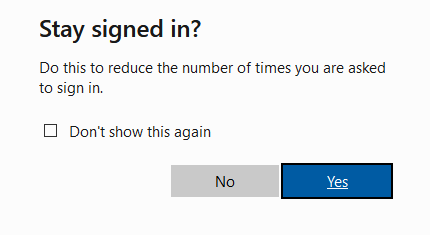 Stay signed in?
Do this to reduce the number of times you are asked
to sign in.
Don't show this again
No
Yes